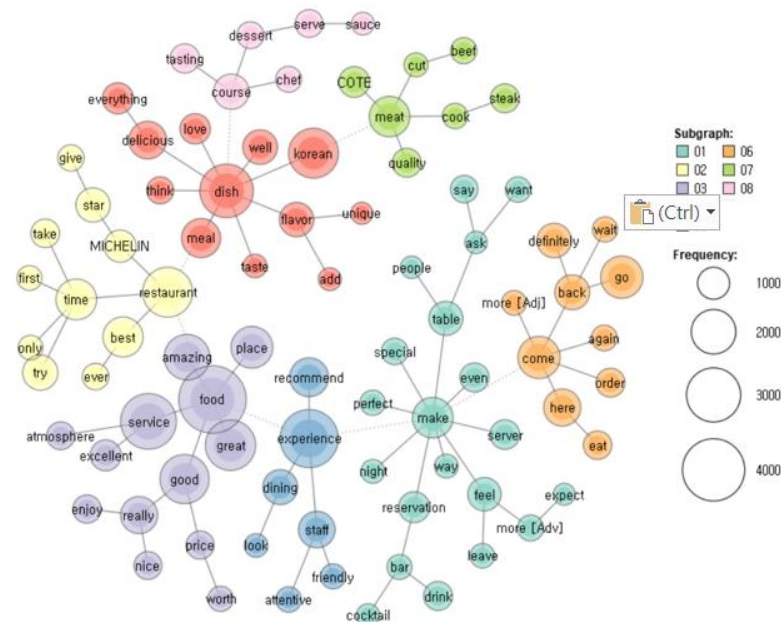 dessert
serve
sauce
tasting
course
chef
cut
beef
COTE
meat
cook
steak
quality
everything
delicious
love
well
korean
think
dish
meal
flavor
unique
taste
add
give
star
take
MICHELIN
first
time
restaurant
only
try
best
ever
say
want
ask
people
table
special
even
perfect
make
server
night
way
reservation
feel
expect
more [Adv]
leave
bar
drink
cocktail
definitely
wait
back
go
more [Adj]
come
again
order
here
eat
amazing
place
food
service
great
atmosphere
excellent
good
enjoy
really
nice
price
worth
recommend
experience
dining
look
staff
friendly
attentive
Subgraph:
01 06
02 07
03 08
(Ctrl)
Frequency:
1000
2000
3000
4000